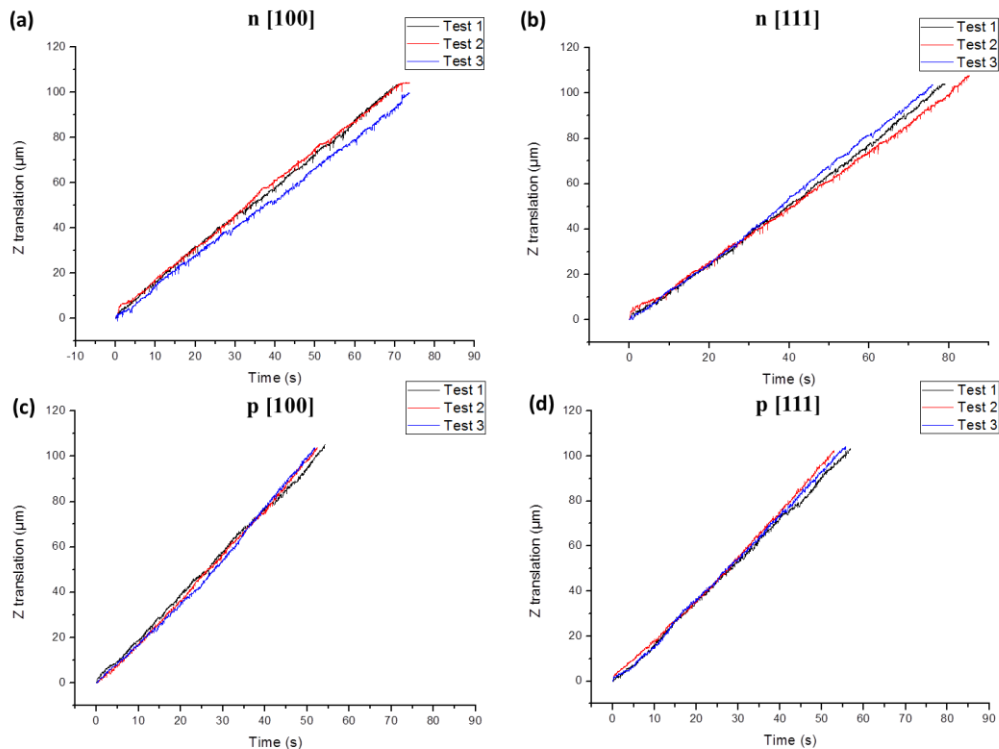 (a)
n [100]
Test 1
Test 2
Test 3
120
100
80
60
40
20
0
Z translation (μm)
-10 0 10 20 30 40 50 60 70 80 90
Time (s)
(b)
n [111]
Test 1
Test 2
Test 3
120
100
80
60
40
20
0
Z translation (μm)
0 20 40 60 80
Time (s)
(c)
p [100]
Test 1
Test 2
Test 3
120
100
80
60
40
20
0
Z translation (μm)
0 10 20 30 40 50 60 70 80 90
Time (s)
(d)
p [111]
Test 1
Test 2
Test 3
120
100
80
60
40
20
0
Z translation (μm)
0 10 20 30 40 50 60 70 80 90
Time (s)